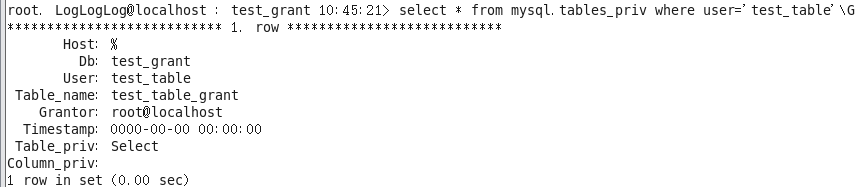 root. LogLogLog@localhost : test_grant 10:45:21> select * from mysql.tables_priv where user='test_table'\G
*************************** 1. row ***************************
Host: %
Db: test_grant
User: test_table
Table_name: test_table_grant
Grantor: root@localhost
Timestamp: 0000-00-00 00:00:00
Table_priv: Select
Column_priv:
1 row in set (0.00 sec)